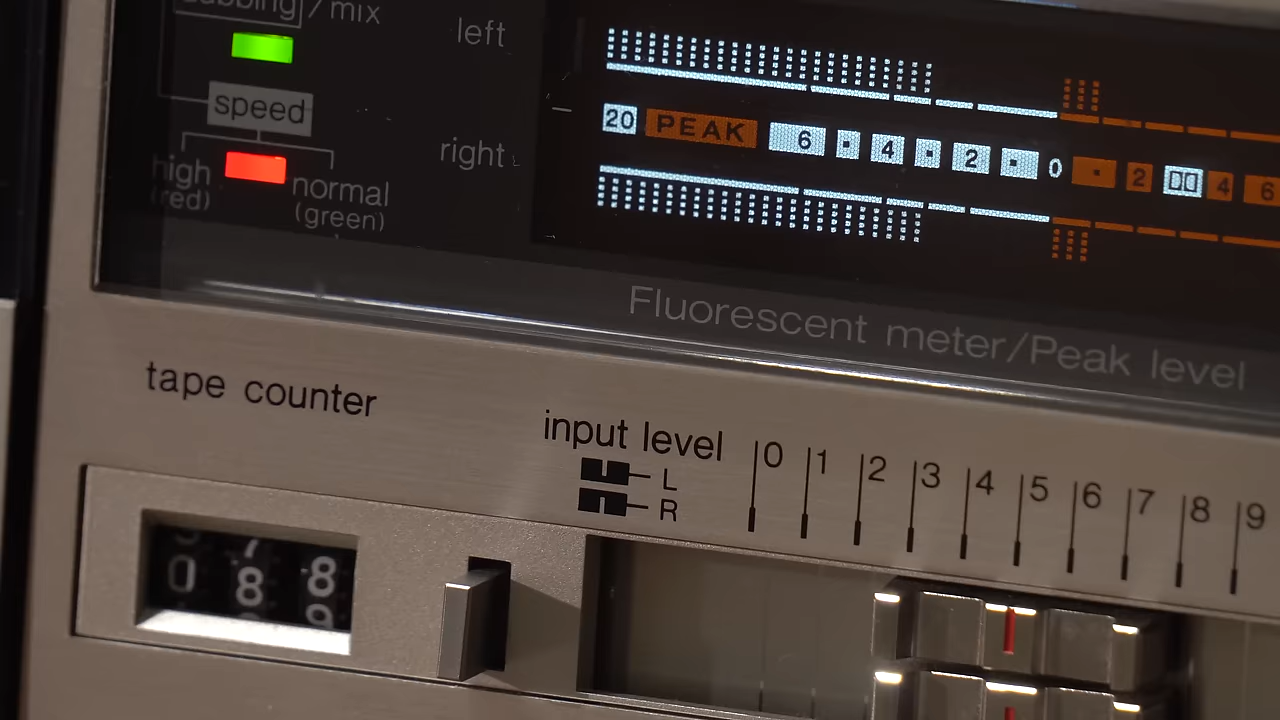 dubbing/mix
speed
high normal
(red) (green)
left
20 PEAK 6 · 4 · 2 · 0 · 2 DD 4 6
right
Fluorescent meter/Peak level
tape counter
input level 0 1 2 3 4 5 6 7 8 9
L
R
0 8 8